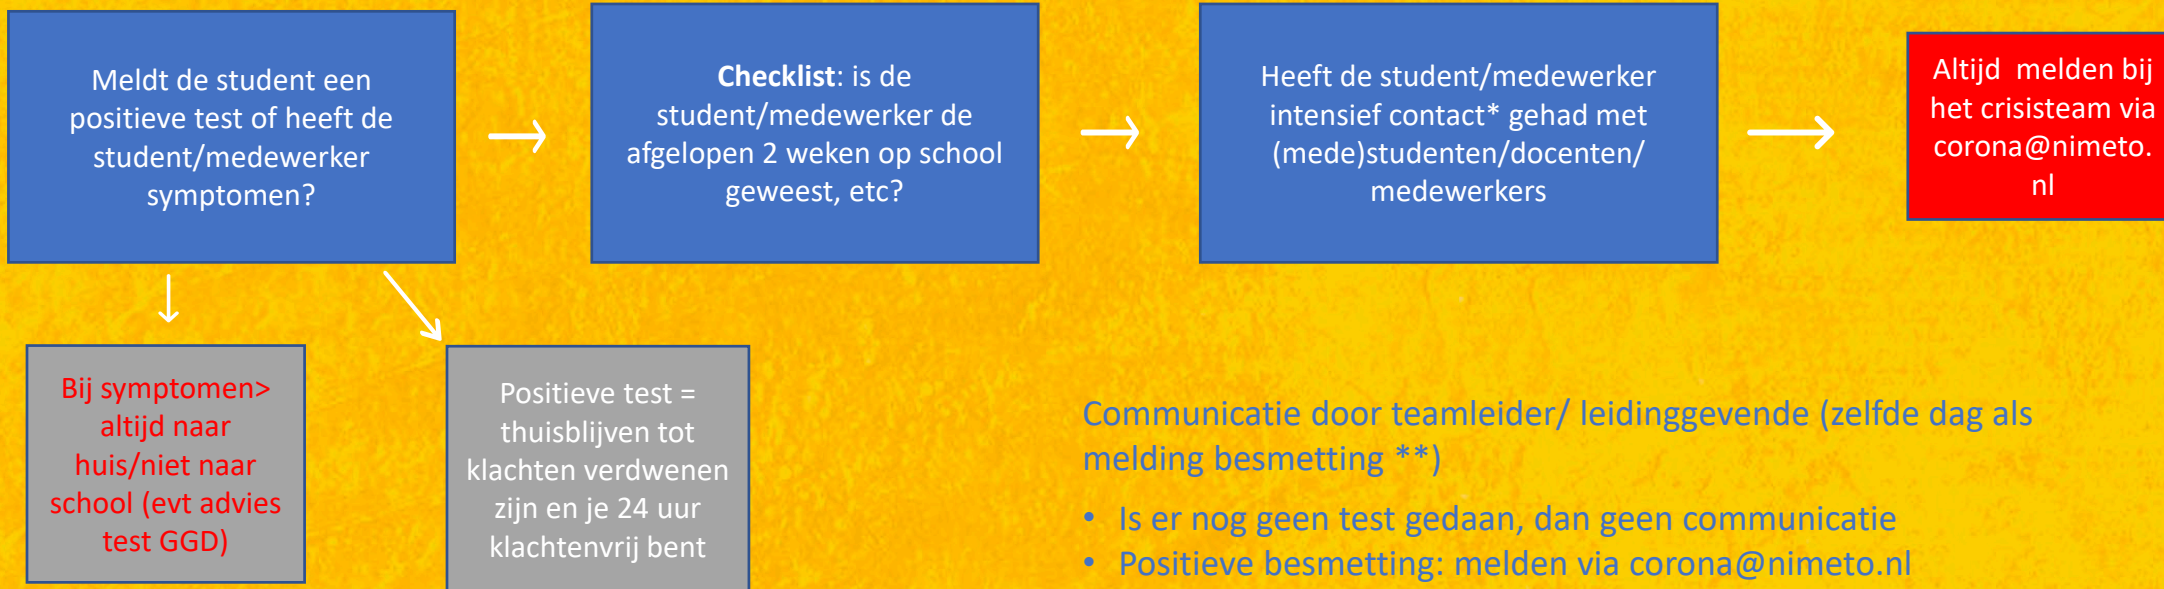 Meldt de student een
positieve test of heeft de
student/medewerker
symptomen?
Checklist: is de
student/medewerker de
afgelopen 2 weken op school
geweest, etc?
Heeft de student/medewerker
intensief contact* gehad met
(mede)studenten/docenten/
medewerkers
Altijd  melden bij
het crisisteam via
corona@nimeto.
nl
Bij symptomen>
altijd naar
huis/niet naar
school (evt advies
test GGD)
Positieve test =
thuisblijven tot
klachten verdwenen
zijn en je 24 uur
klachtenvrij bent
Communicatie door teamleider/ leidinggevende (zelfde dag als
melding besmetting **)
• Is er nog geen test gedaan, dan geen communicatie
• Positieve besmetting: melden via corona@nimeto.nl